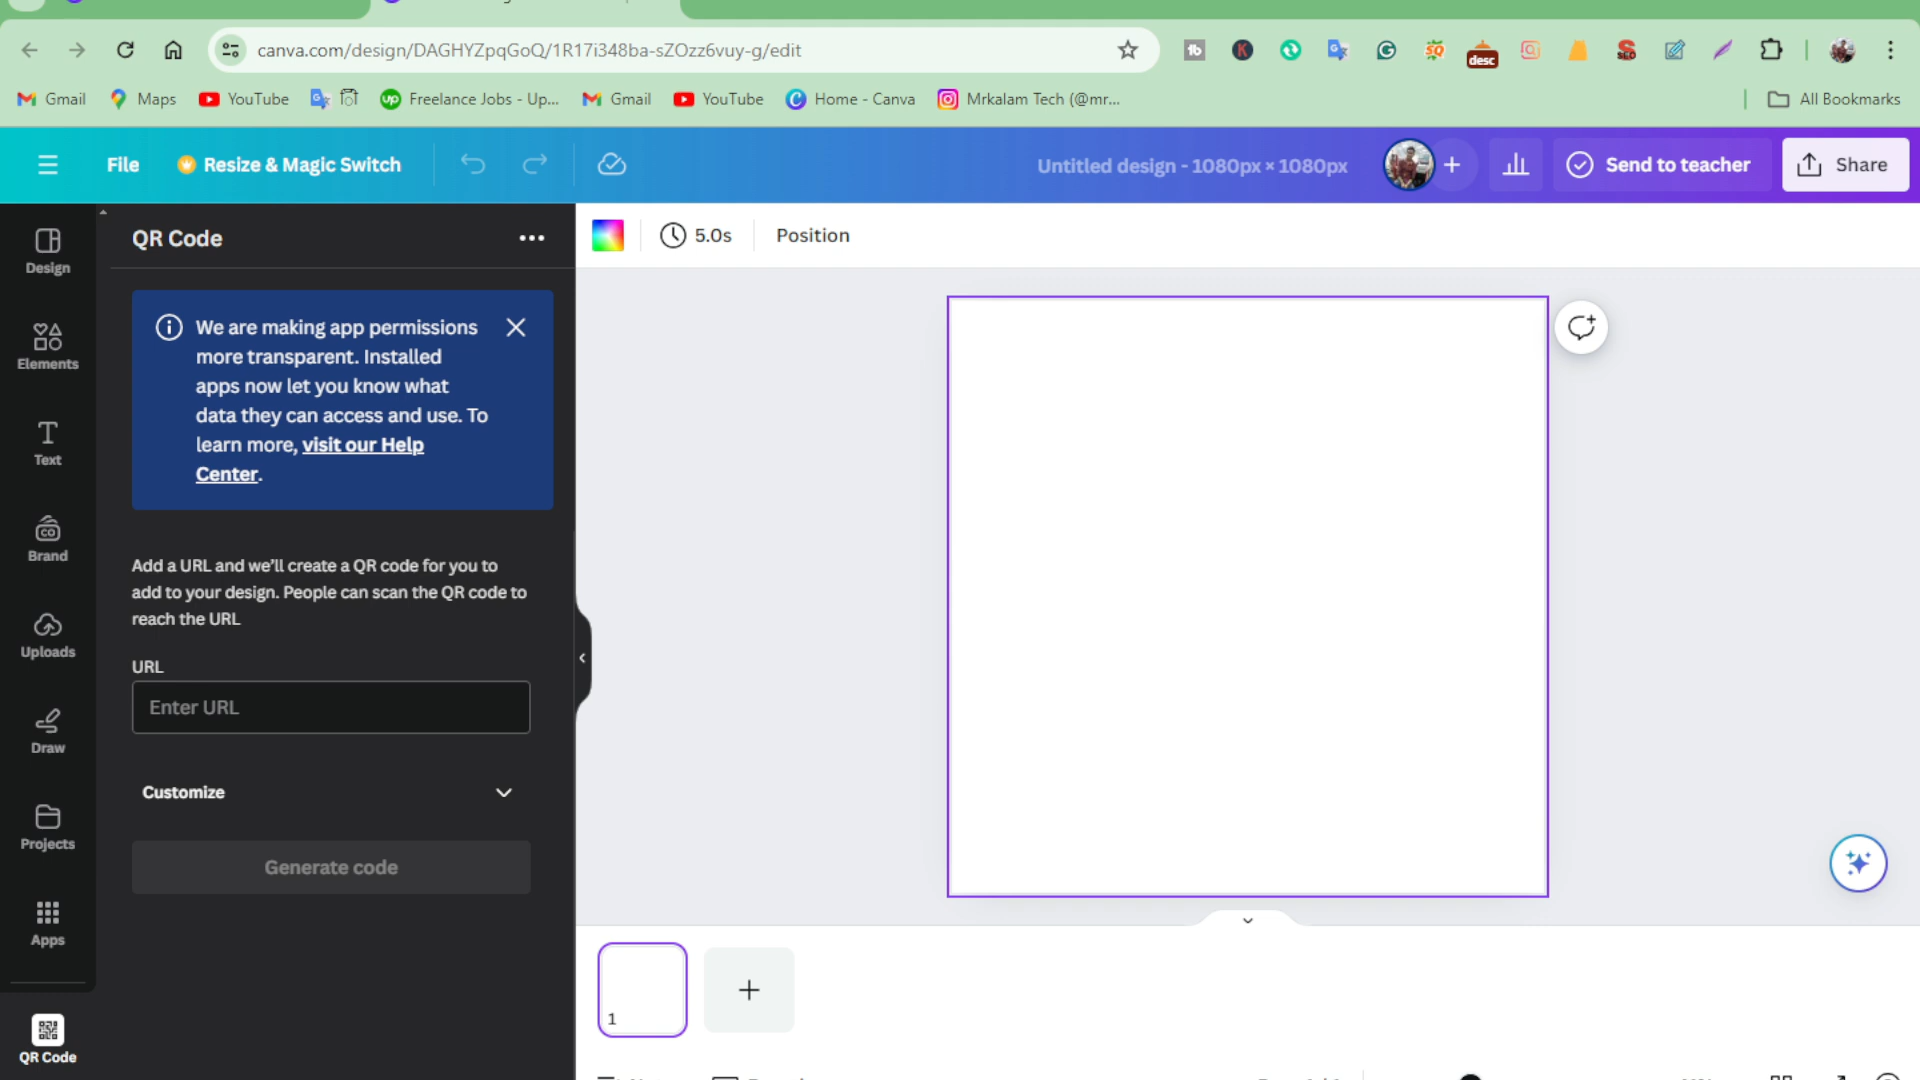 canva.com/design/DAGHYZpqGoQ/1R17i348ba-sZOzz6vuy-g/edit
desc
Gmail
Maps
YouTube
Freelance Jobs - Up...
Gmail
YouTube
Home - Canva
Mrkalam Tech (@mr...
All Bookmarks
File
Resize & Magic Switch
Untitled design - 1080px × 1080px
Send to teacher
Share
Design
Elements
Text
Brand
Uploads
Draw
Projects
Apps
QR Code
QR Code
We are making app permissions
more transparent. Installed
apps now let you know what
data they can access and use. To
learn more, visit our Help
Center.
Add a URL and we’ll create a QR code for you to
add to your design. People can scan the QR code to
reach the URL
URL
Enter URL
Customize
Generate code
5.0s
Position
1